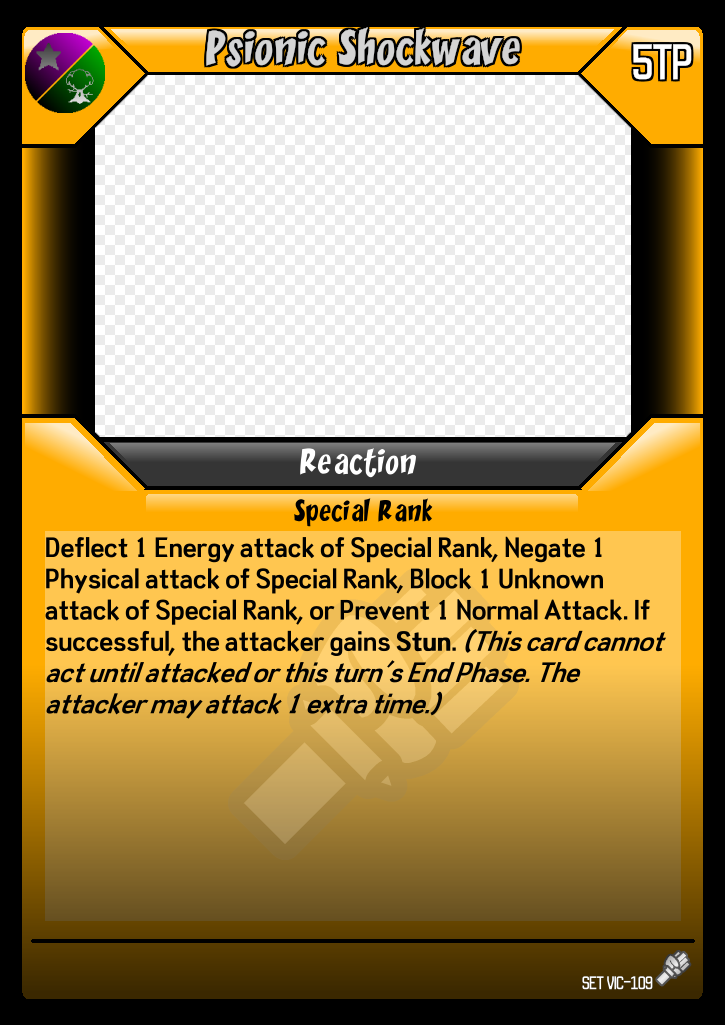 Psionic Shockwave
5TP
Reaction
Special Rank
Deflect 1 Energy attack of Special Rank, Negate 1
Physical attack of Special Rank, Block 1 Unknown
attack of Special Rank, or Prevent 1 Normal Attack. If
successful, the attacker gains Stun. (This card cannot
act until attacked or this turn's End Phase. The
attacker may attack 1 extra time.)
SET VIC-109